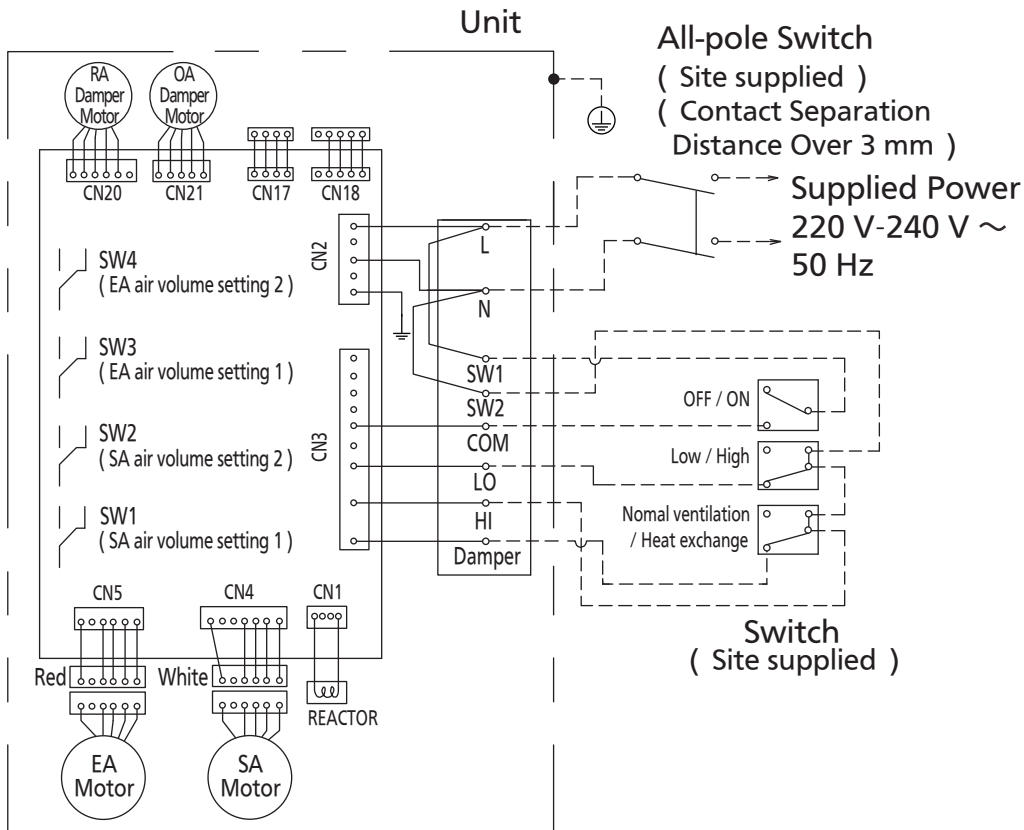 Unit
All-pole Switch
( Site supplied )
( Contact Separation
Distance Over 3 mm )
Supplied Power
220 V-240 V ～
50 Hz
RA
Damper
Motor
OA
Damper
Motor
CN20
CN21
CN17
CN18
CN2
L
N
SW1
SW2
COM
LO
HI
Damper
SW4
( EA air volume setting 2 )
SW3
( EA air volume setting 1 )
SW2
( SA air volume setting 2 )
SW1
( SA air volume setting 1 )
CN3
OFF / ON
Low / High
Nomal ventilation
/ Heat exchange
Switch
( Site supplied )
CN5
CN4
CN1
Red
White
REACTOR
EA
Motor
SA
Motor